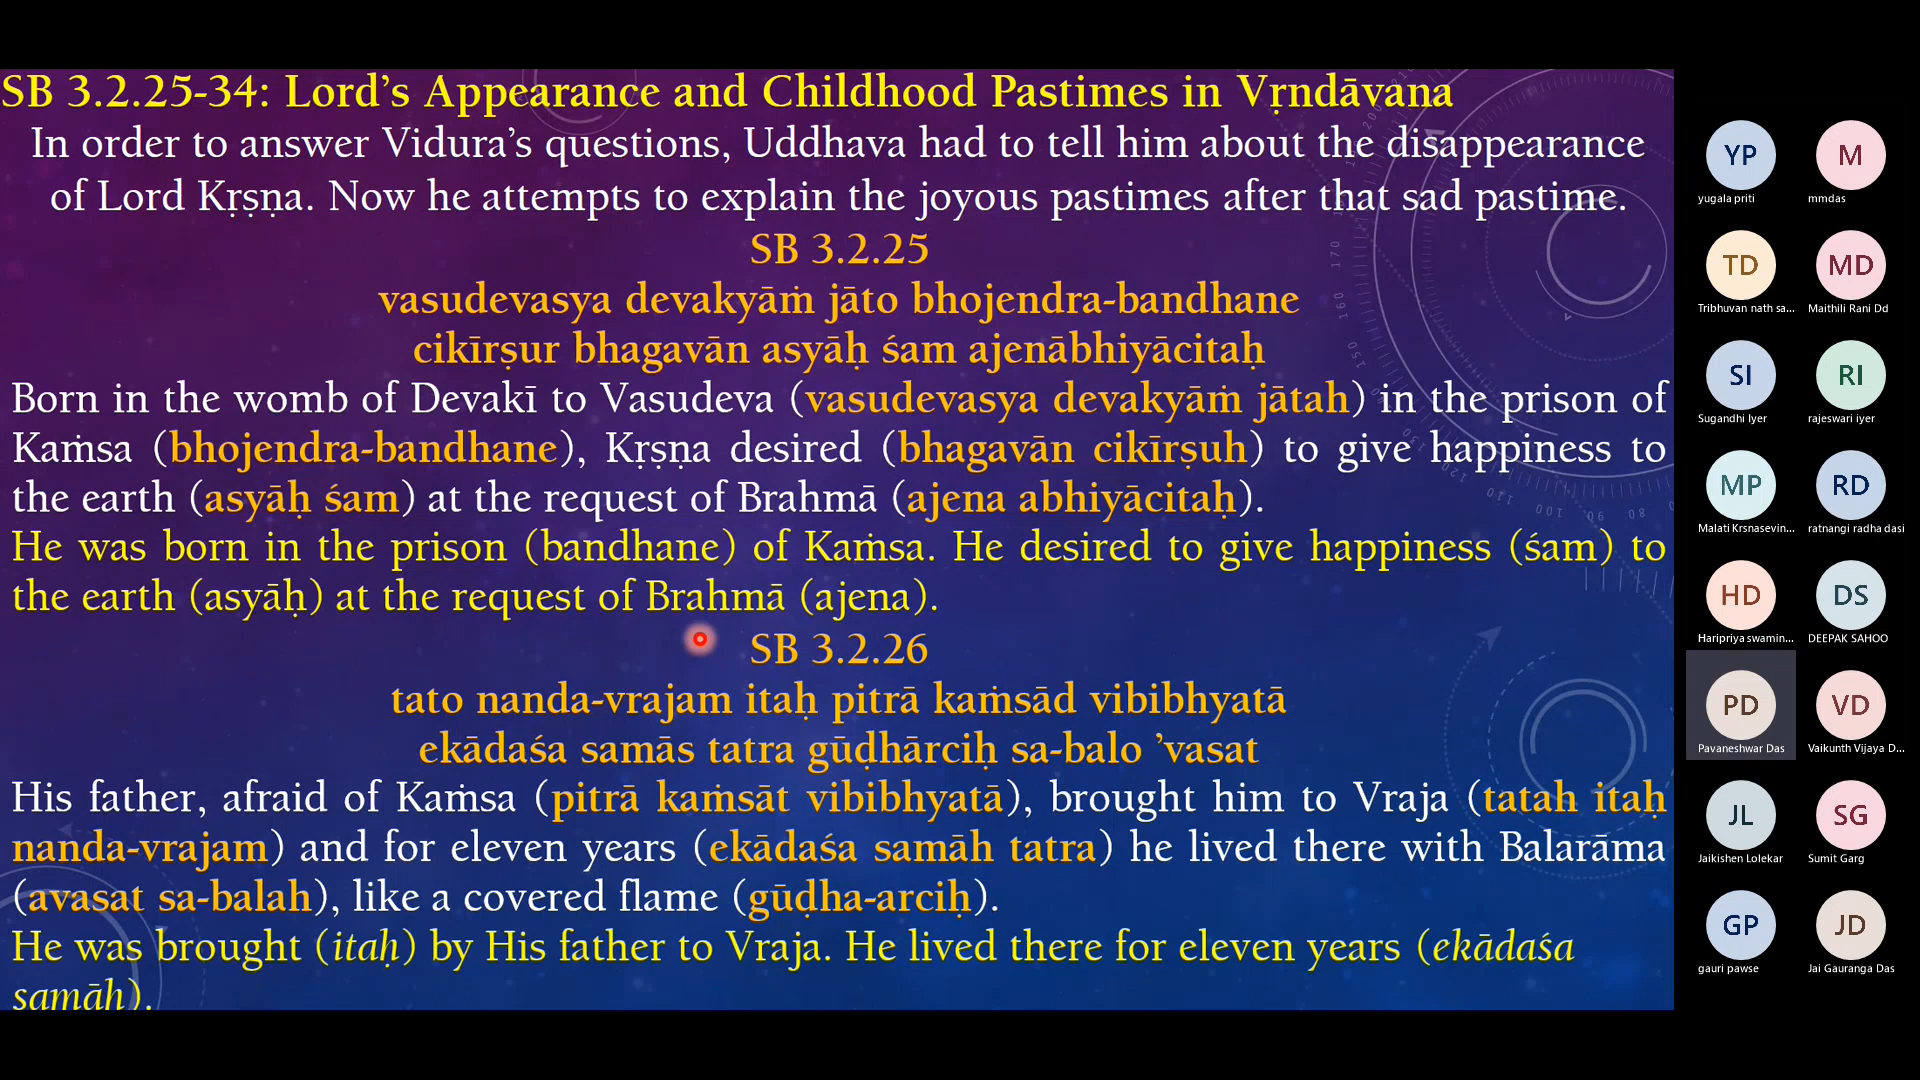 SB 3.2.25-34: Lord's Appearance and Childhood Pastimes in Vṛndāvana
In order to answer Vidura's questions, Uddhava had to tell him about the disappearance
of Lord Kṛṣṇa. Now he attempts to explain the joyous pastimes after that sad pastime.
SB 3.2.25
vasudevasya devakyāṁ jāto bhojendra-bandhane
cikīrṣur bhagavān asyāḥ śam ajenābhiyācitaḥ
Born in the womb of Devakī to Vasudeva (vasudevasya devakyāṁ jātah) in the prison of
Kaṁsa (bhojendra-bandhane), Kṛṣṇa desired (bhagavān cikīrṣuh) to give happiness to
the earth (asyāḥ śam) at the request of Brahmā (ajena abhiyācitaḥ).
He was born in the prison (bandhane) of Kaṁsa. He desired to give happiness (śam) to
the earth (asyāḥ) at the request of Brahmā (ajena).
SB 3.2.26
tato nanda-vrajam itaḥ pitrā kaṁsād vibibhyatā
ekādaśa samās tatra gūḍhārciḥ sa-balo 'vasat
His father, afraid of Kaṁsa (pitrā kaṁsāt vibibhyatā), brought him to Vraja (tatah itaḥ
nanda-vrajam) and for eleven years (ekādaśa samāh tatra) he lived there with Balarāma
(avasat sa-balah), like a covered flame (gūḍha-arciḥ).
He was brought (itaḥ) by His father to Vraja. He lived there for eleven years (ekādaśa
samāh).
YP
M
yugala priti
mmdas
TD
MD
Tribhuvan nath sa...
Maithili Rani Dd
SI
RI
Sugandhi Iyer
rajeswari iyer
MP
RD
Malati Krsnasevin...
ratnangi radha dasi
HD
DS
Haripriya swamin...
DEEPAK SAHOO
PD
VD
Pavaneshwar Das
Vaikunth Vijaya D...
JL
SG
Jaikishen Lolekar
Sumit Garg
GP
JD
gauri pawse
Jai Gauranga Das